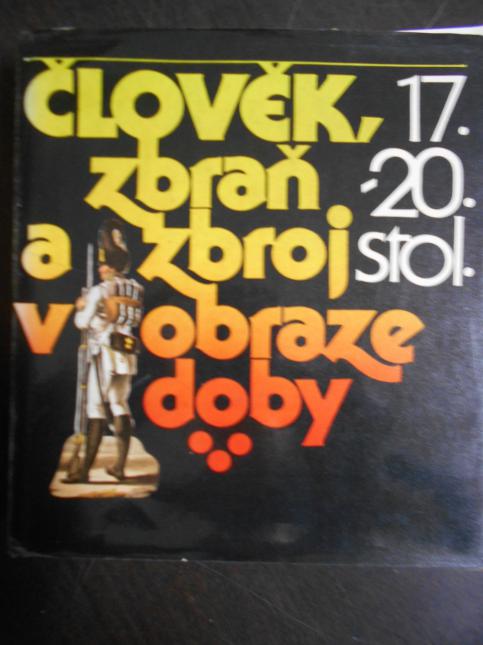 ČLOVĚK,
zbraň
a zbroj
v obraze
doby
17.
-20.
stol.